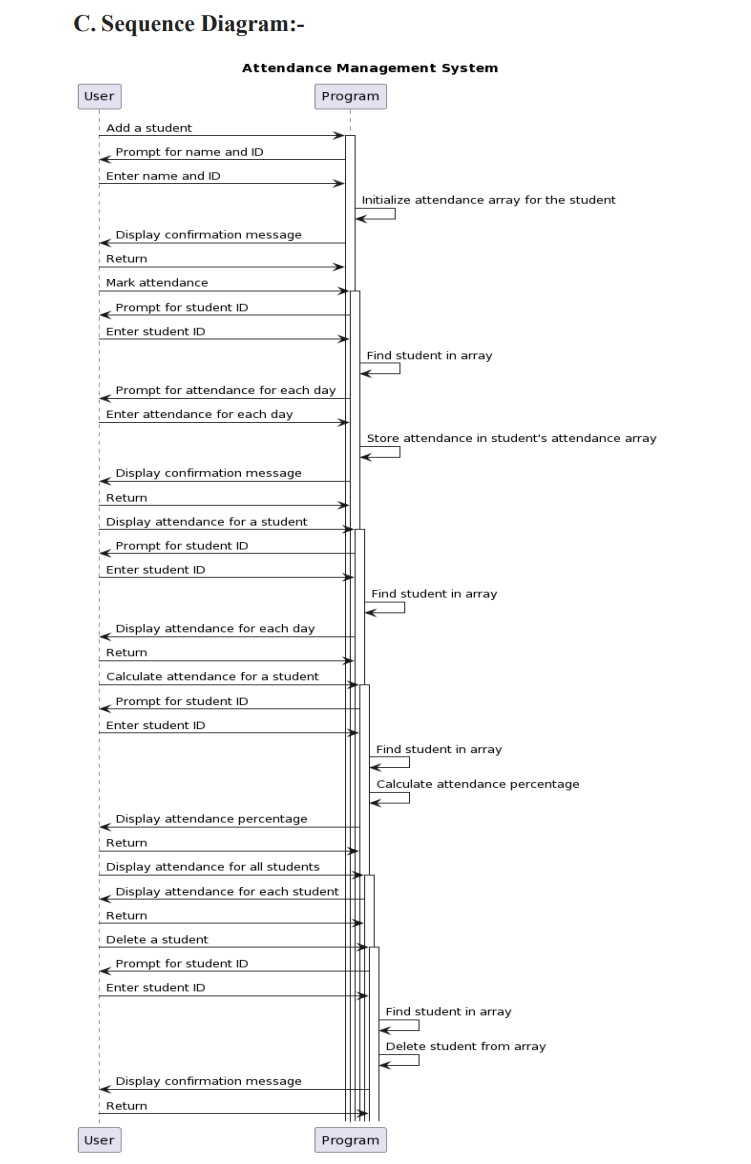 C. Sequence Diagram:-
Attendance Management System
User
Program
Add a student
Prompt for name and ID
Enter name and ID
Initialize attendance array for the student
Display confirmation message
Return
Mark attendance
Prompt for student ID
Enter student ID
Find student in array
Prompt for attendance for each day
Enter attendance for each day
Store attendance in student's attendance array
Display confirmation message
Return
Display attendance for a student
Prompt for student ID
Enter student ID
Find student in array
Display attendance for each day
Return
Calculate attendance for a student
Prompt for student ID
Enter student ID
Find student in array
Calculate attendance percentage
Display attendance percentage
Return
Display attendance for all students
Display attendance for each student
Return
Delete a student
Prompt for student ID
Enter student ID
Find student in array
Delete student from array
Display confirmation message
Return
User
Program